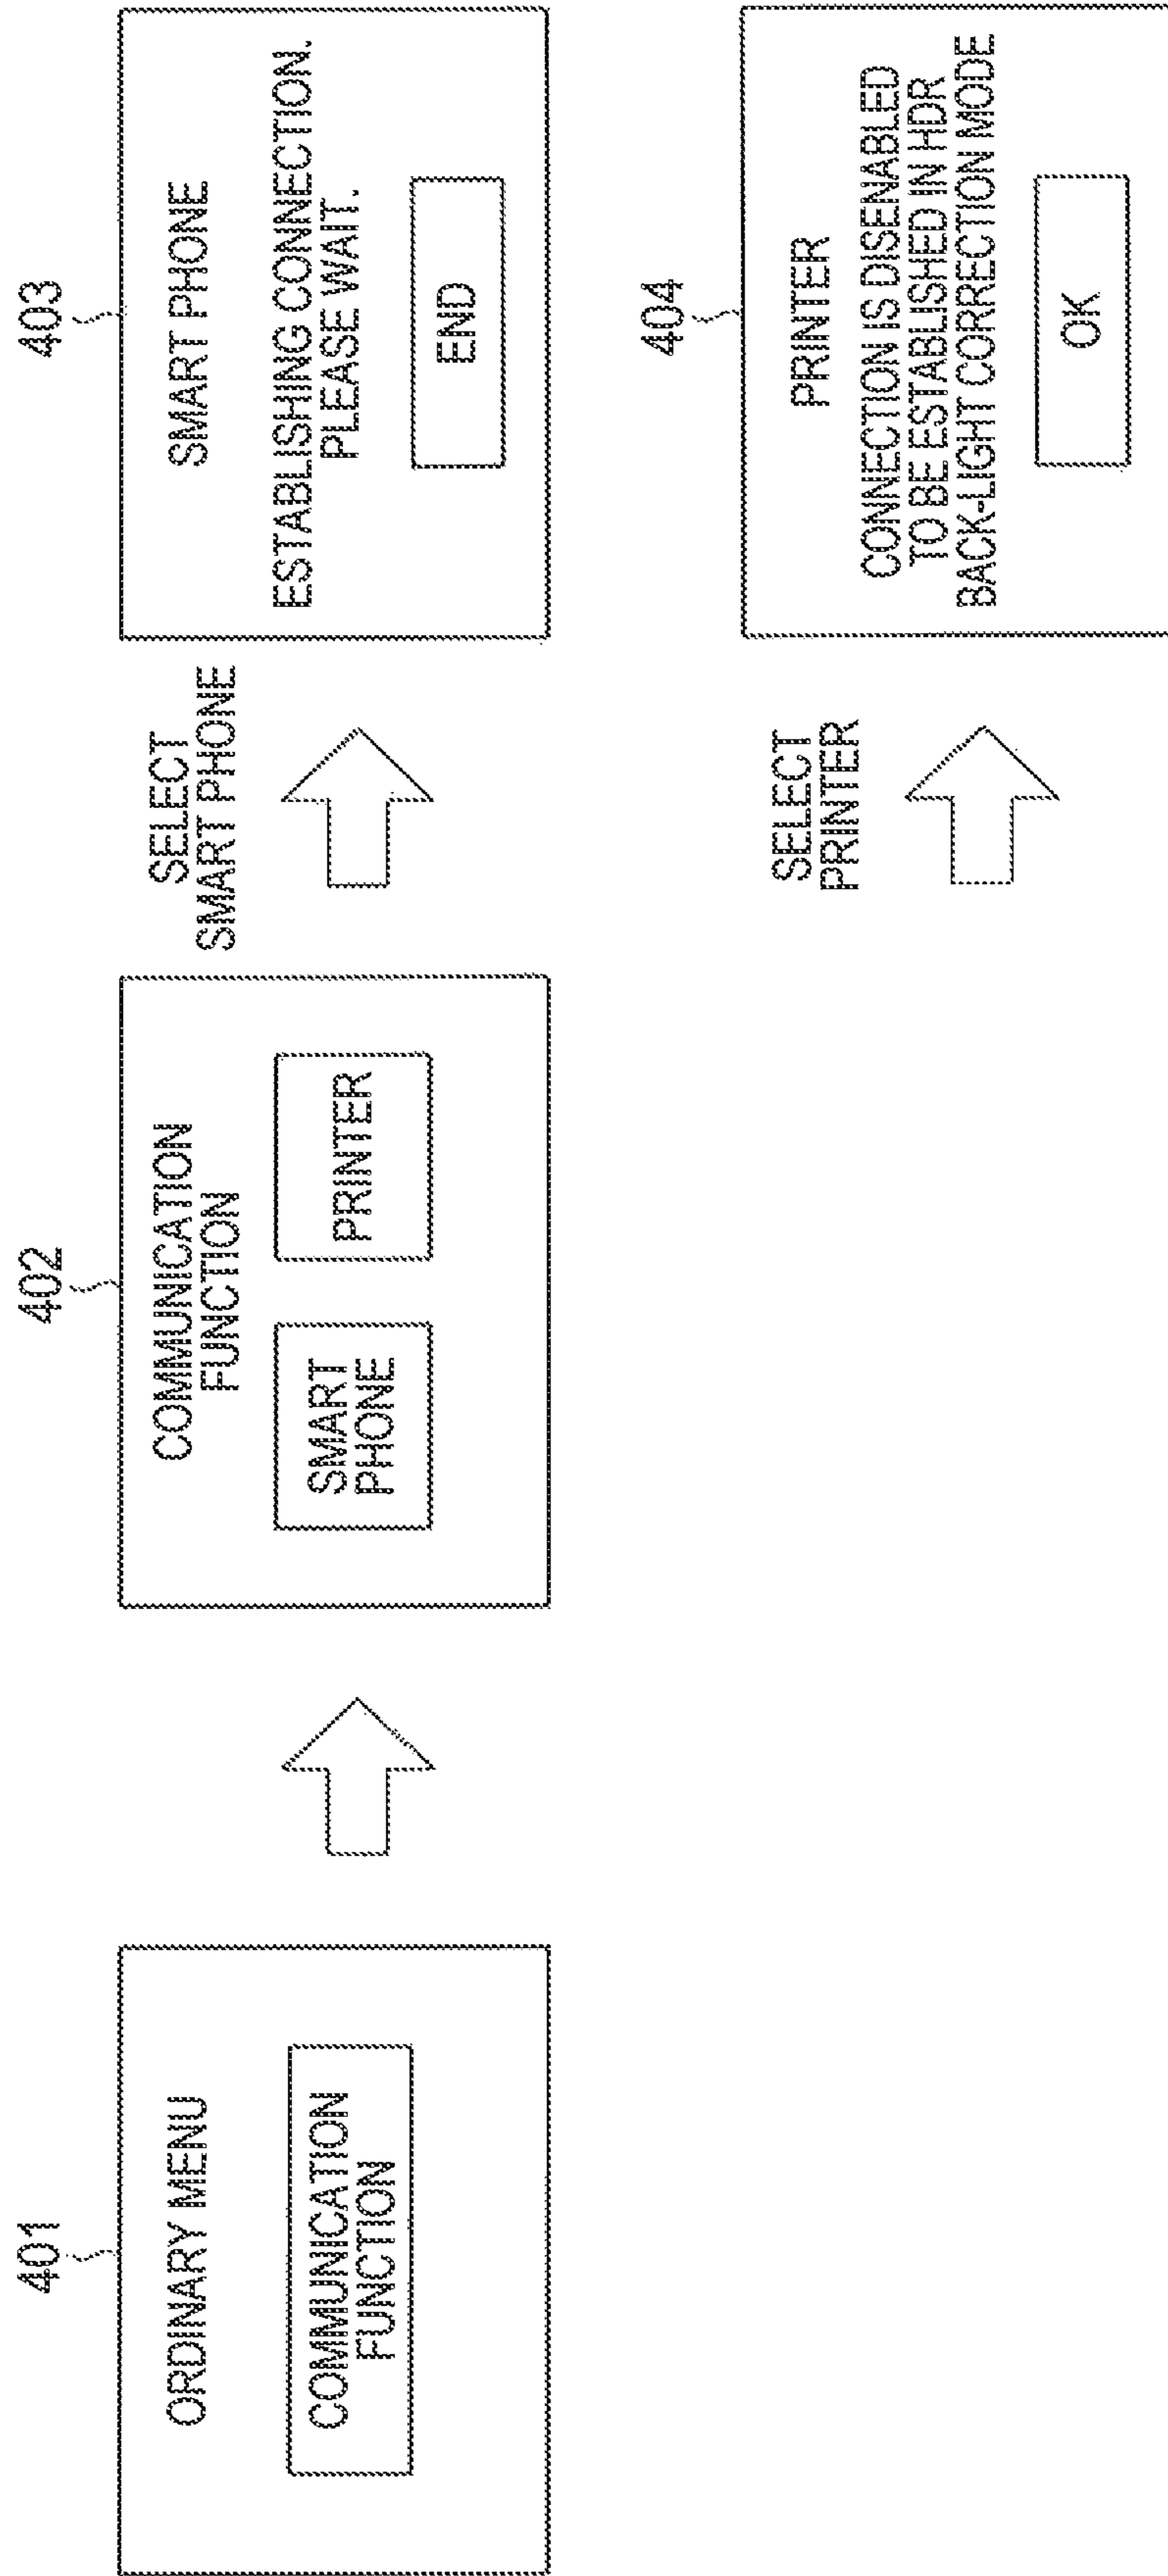 401
ORDINARY MENU
COMMUNICATION
FUNCTION
402
COMMUNICATION
FUNCTION
SMART
PHONE
PRINTER
SELECT
SMART PHONE
403
SMART PHONE
ESTABLISHING CONNECTION.
PLEASE WAIT.
END
SELECT
PRINTER
404
PRINTER
CONNECTION IS DISENABLED
TO BE ESTABLISHED IN HDR
BACK-LIGHT CORRECTION MODE
OK